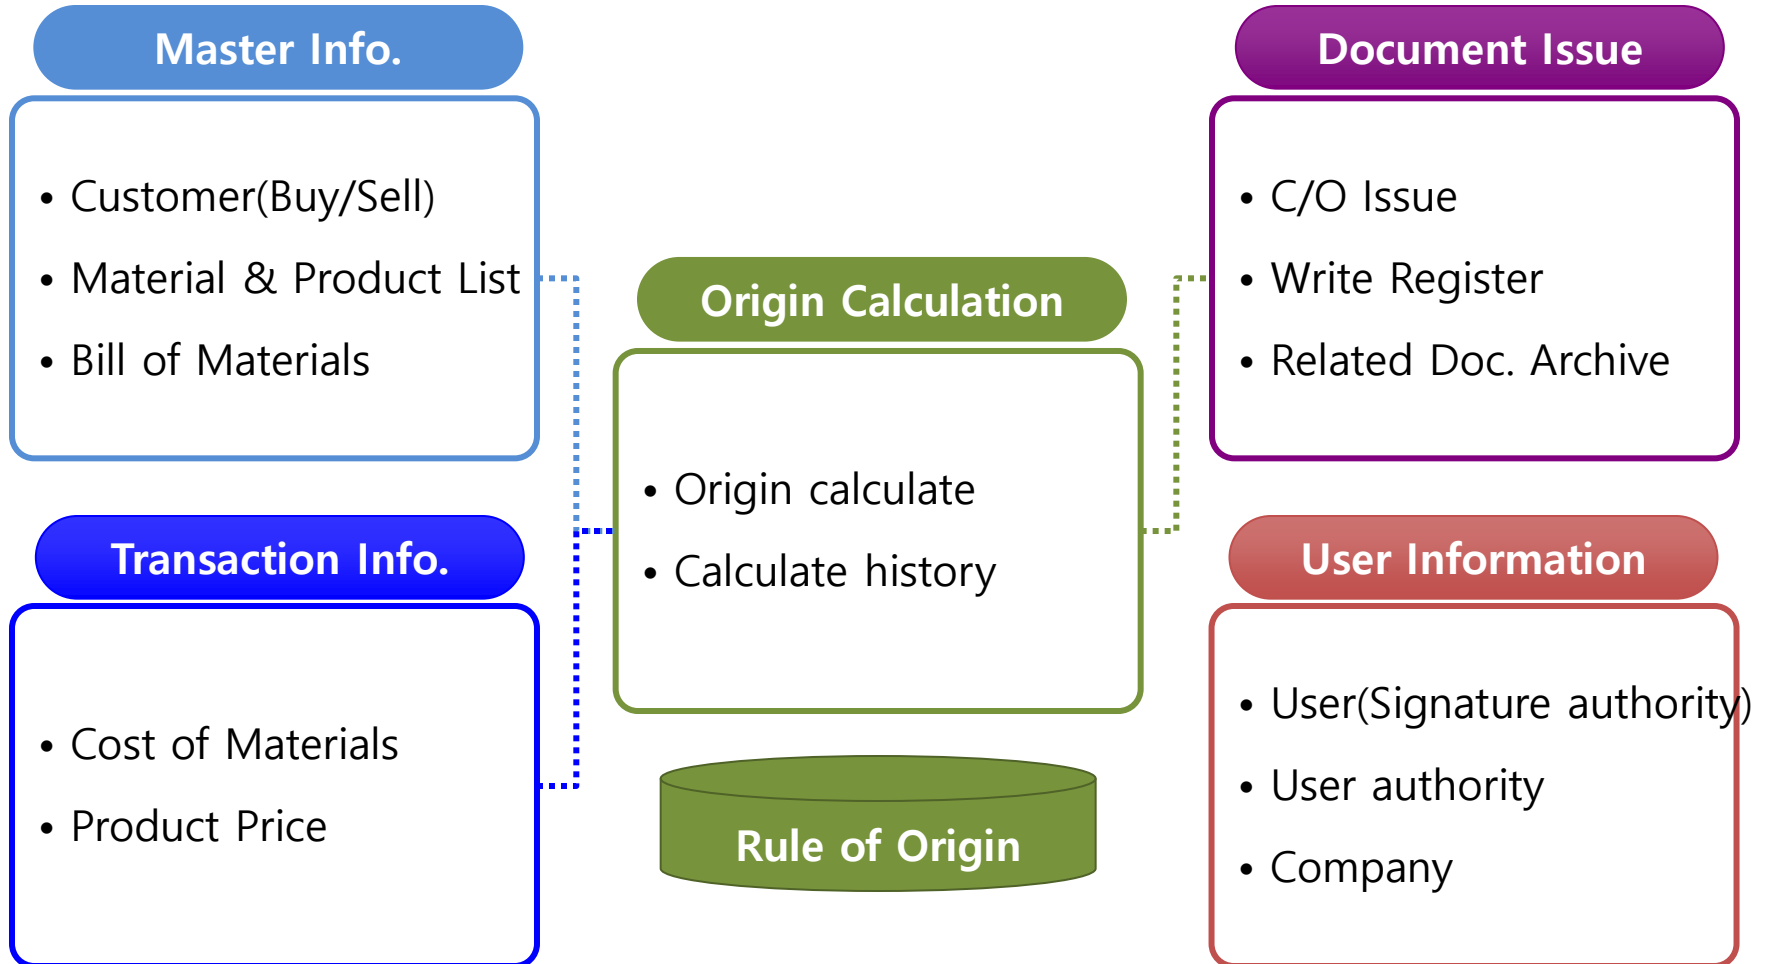 Master Info.
• Customer(Buy/Sell)
• Material & Product List
• Bill of Materials
Transaction Info.
• Cost of Materials
• Product Price
Origin Calculation
• Origin calculate
• Calculate history
Rule of Origin
Document Issue
• C/O Issue
• Write Register
• Related Doc. Archive
User Information
• User(Signature authority)
• User authority
• Company